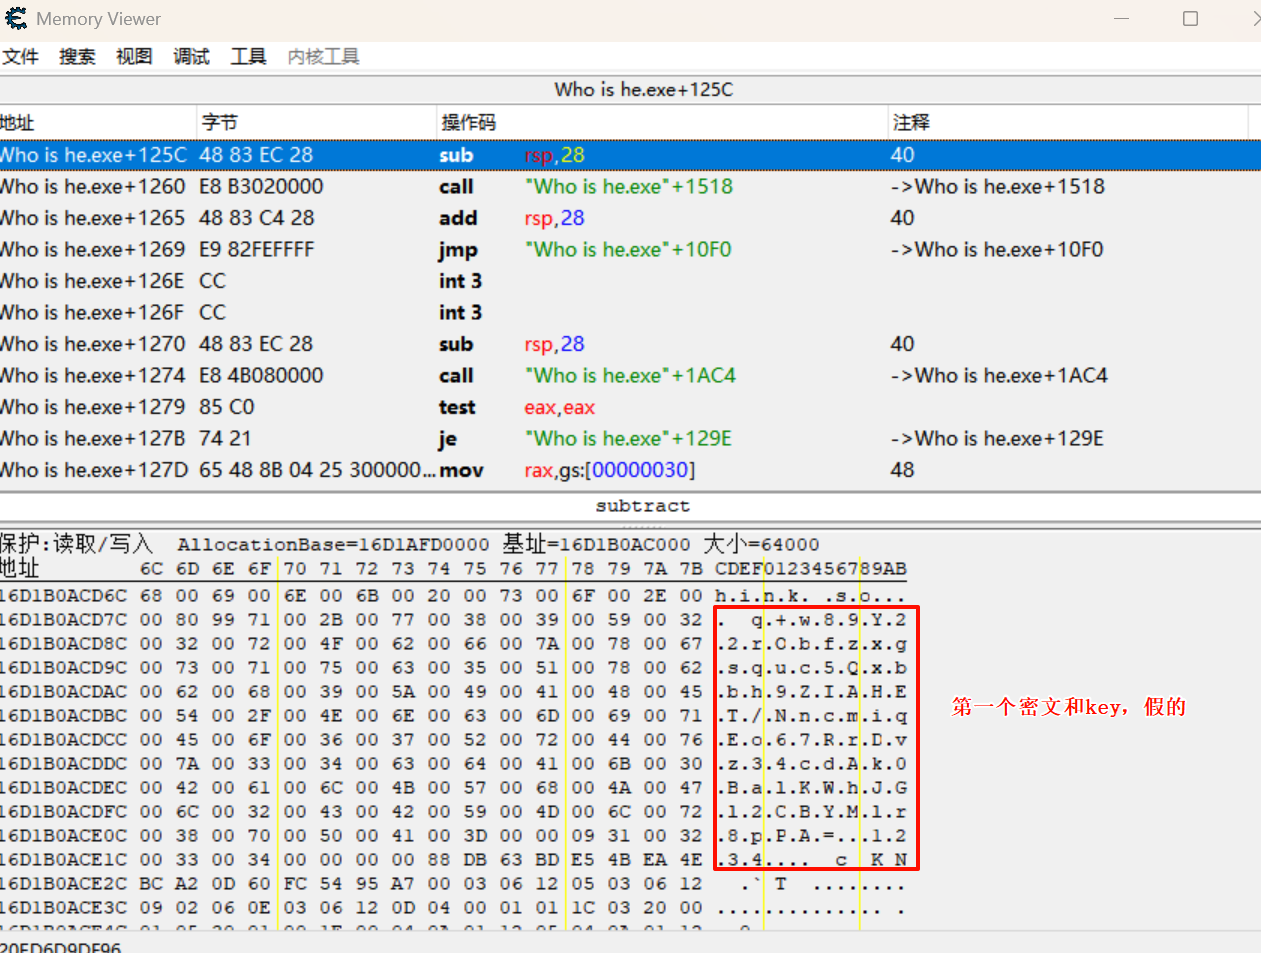 Memory Viewer
文件 搜索 视图 调试 工具 内核工具
Who is he.exe+125C
地址 字节 操作码 注释
Who is he.exe+125C 48 83 EC 28 sub rsp,28 40
Who is he.exe+1260 E8 B3020000 call "Who is he.exe"+1518 ->Who is he.exe+1518
Who is he.exe+1265 48 83 C4 28 add rsp,28 40
Who is he.exe+1269 E9 82FEFFFF jmp "Who is he.exe"+10F0 ->Who is he.exe+10F0
Who is he.exe+126E CC int 3
Who is he.exe+126F CC int 3
Who is he.exe+1270 48 83 EC 28 sub rsp,28 40
Who is he.exe+1274 E8 4B080000 call "Who is he.exe"+1AC4 ->Who is he.exe+1AC4
Who is he.exe+1279 85 C0 test eax,eax
Who is he.exe+127B 74 21 je "Who is he.exe"+129E ->Who is he.exe+129E
Who is he.exe+127D 65 48 8B 04 25 300000... mov rax,gs:[00000030] 48
subtract
保护:读取/写入 AllocationBase=16D1AFD0000 基址=16D1B0AC000 大小=64000
地址 6C 6D 6E 6F 70 71 72 73 74 75 76 77 78 79 7A 7B CDEF0123456789AB
16D1B0ACD6C 68 00 69 00 6E 00 6B 00 20 00 73 00 6F 00 2E 00 h.i.n.k. .s.o...
16D1B0ACD7C 00 80 99 71 00 2B 00 77 00 38 00 39 00 59 00 32 .  q.+.w.8.9.Y.2
16D1B0ACD8C 00 32 00 72 00 4F 00 62 00 66 00 7A 00 78 00 67 .2.r.O.b.f.z.x.g
16D1B0ACD9C 00 73 00 71 00 75 00 63 00 35 00 51 00 78 00 62 .s.q.u.c.5.Q.x.b
16D1B0ACDAC 00 62 00 68 00 39 00 5A 00 49 00 41 00 48 00 45 .b.h.9.Z.I.A.H.E
16D1B0ACDBC 00 54 00 2F 00 4E 00 6E 00 63 00 6D 00 69 00 71 .T./.N.n.c.m.i.q
16D1B0ACDCC 00 45 00 6F 00 36 00 37 00 52 00 72 00 44 00 76 .E.o.6.7.R.r.D.v
16D1B0ACDDC 00 7A 00 33 00 34 00 63 00 64 00 41 00 6B 00 30 .z.3.4.c.d.A.k.0
16D1B0ACDEC 00 42 00 61 00 6C 00 4B 00 57 00 68 00 4A 00 47 .B.a.l.K.W.h.J.G
16D1B0ACDFC 00 6C 00 32 00 43 00 42 00 59 00 4D 00 6C 00 72 .l.2.C.B.Y.M.l.r
16D1B0ACE0C 00 38 00 70 00 50 00 41 00 3D 00 00 09 31 00 32 .8.p.P.A.=...1.2
16D1B0ACE1C 00 33 00 34 00 00 00 00 88 DB 63 BD E5 4B EA 4E .3.4....  c  K N
16D1B0ACE2C BC A2 0D 60 FC 54 95 A7 00 03 06 12 05 03 06 12 .` T  ........
16D1B0ACE3C 09 02 06 0E 03 06 12 0D 04 00 01 01 1C 03 20 00 .............. .
第一个密文和key，假的